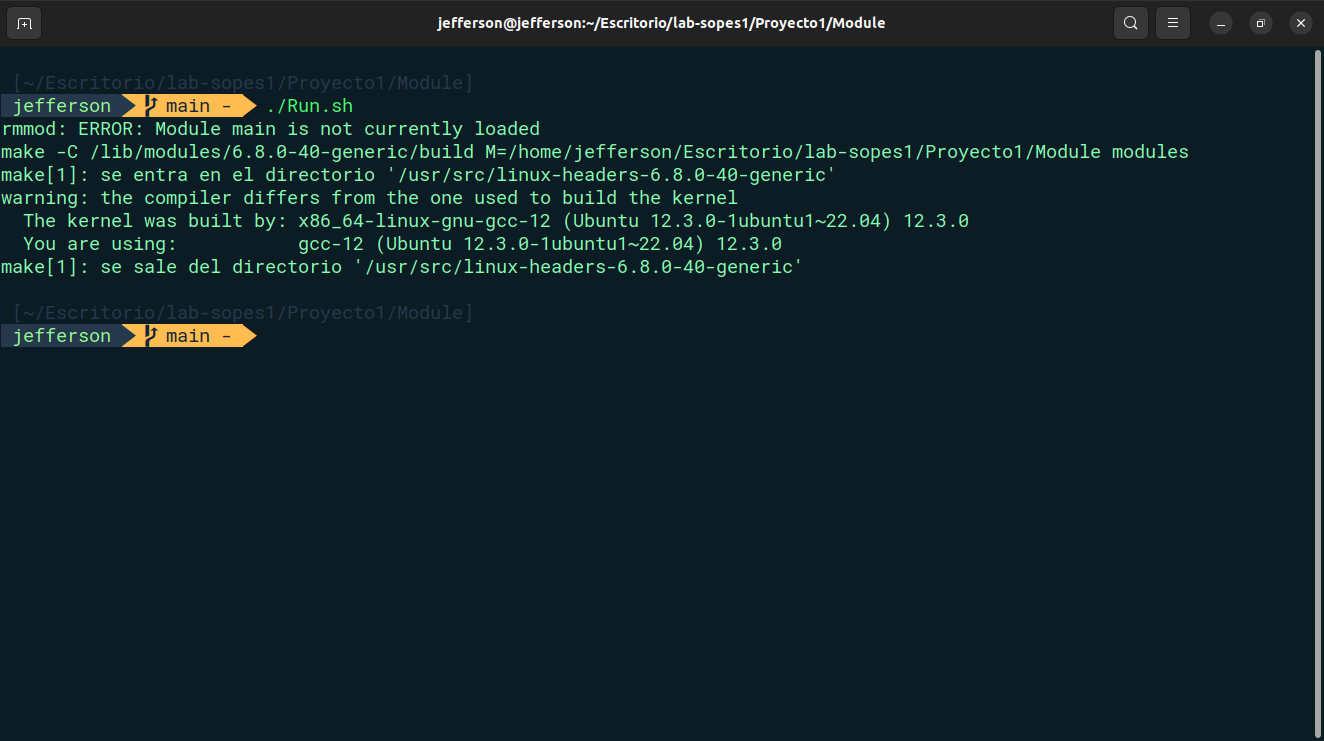 jefferson@jefferson:~/Escritorio/lab-sopes1/Proyecto1/Module
[~/Escritorio/lab-sopes1/Proyecto1/Module]
jefferson main - ./Run.sh
rmmod: ERROR: Module main is not currently loaded
make -C /lib/modules/6.8.0-40-generic/build M=/home/jefferson/Escritorio/lab-sopes1/Proyecto1/Module modules
make[1]: se entra en el directorio '/usr/src/linux-headers-6.8.0-40-generic'
warning: the compiler differs from the one used to build the kernel
  The kernel was built by: x86_64-linux-gnu-gcc-12 (Ubuntu 12.3.0-1ubuntu1~22.04) 12.3.0
  You are using:           gcc-12 (Ubuntu 12.3.0-1ubuntu1~22.04) 12.3.0
make[1]: se sale del directorio '/usr/src/linux-headers-6.8.0-40-generic'
[~/Escritorio/lab-sopes1/Proyecto1/Module]
jefferson main -